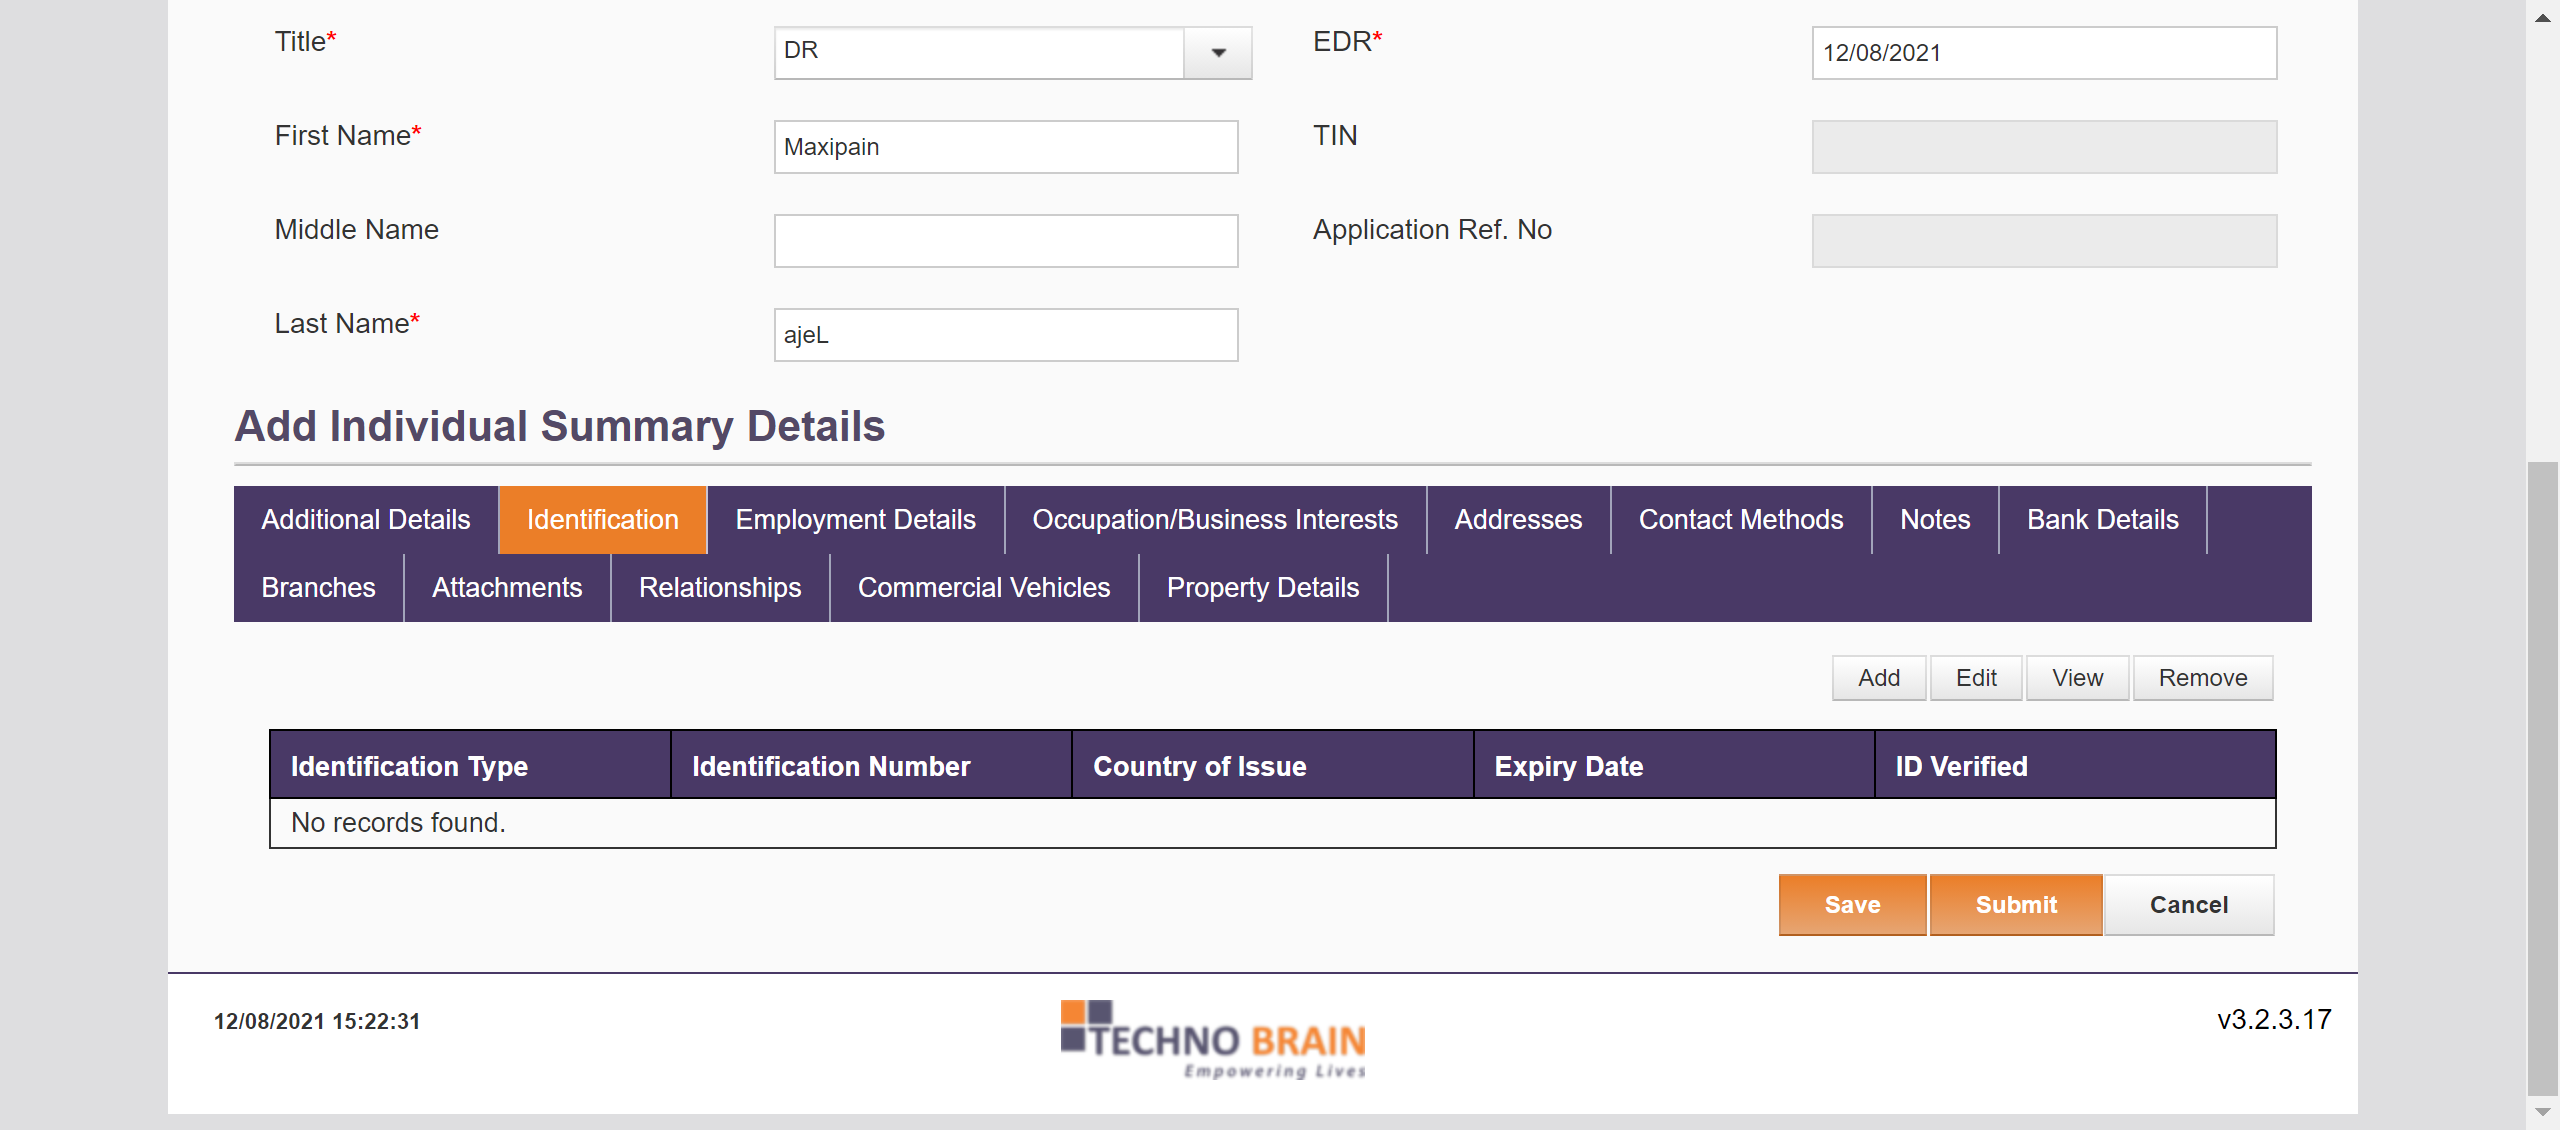 Title*
DR
EDR*
12/08/2021
First Name*
Maxipain
TIN
Middle Name
Application Ref. No
Last Name*
ajeL
Add Individual Summary Details
Additional Details Identification Employment Details Occupation/Business Interests Addresses Contact Methods Notes Bank Details
Branches Attachments Relationships Commercial Vehicles Property Details
Add Edit View Remove
Identification Type Identification Number Country of Issue Expiry Date ID Verified
No records found.
Save Submit Cancel
12/08/2021 15:22:31
TECHNO BRAIN
Empowering Lives
v3.2.3.17